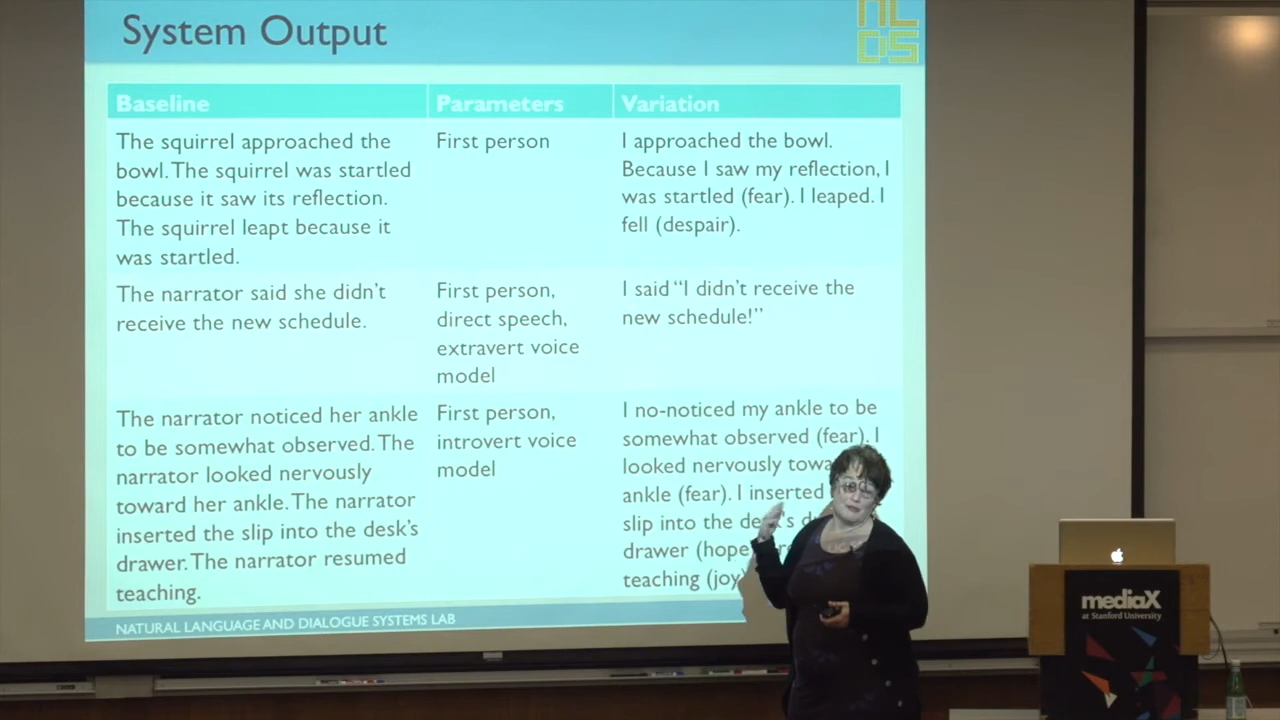 System Output
NL
DS
Baseline
Parameters
Variation
The squirrel approached the
bowl. The squirrel was startled
because it saw its reflection.
The squirrel leapt because it
was startled.
First person
I approached the bowl.
Because I saw my reflection, I
was startled (fear). I leaped. I
fell (despair).
The narrator said she didn't
receive the new schedule.
First person,
direct speech,
extravert voice
model
I said "I didn't receive the
new schedule!"
The narrator noticed her ankle
to be somewhat observed. The
narrator looked nervously
toward her ankle. The narrator
inserted the slip into the desk's
drawer. The narrator resumed
teaching.
First person,
introvert voice
model
I no-noticed my ankle to be
somewhat observed (fear). I
looked nervously
ankle (fear). I inserted
slip into the
drawer (hope
teaching (joy
NATURAL LANGUAGE AND DIALOGUE SYSTEMS LAB
mediaX
at Stanford University